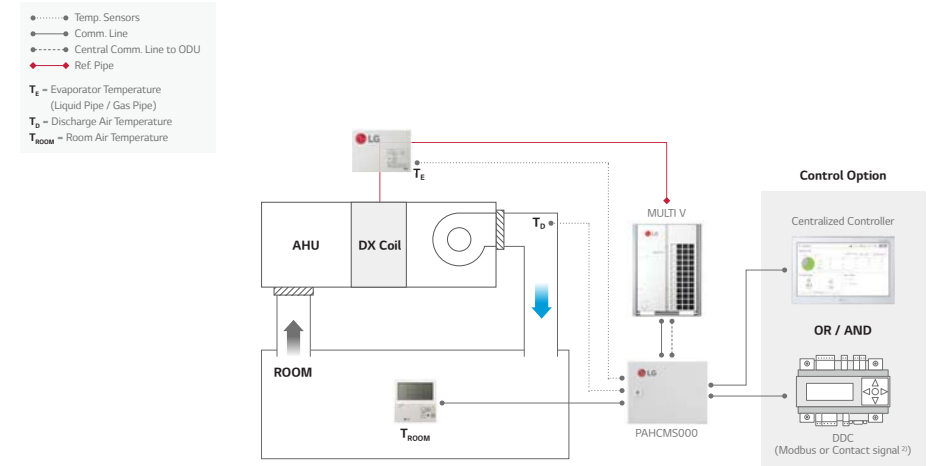 Temp. Sensors
Comm. Line
Central Comm. Line to ODU
Ref. Pipe
TE = Evaporator Temperature
(Liquid Pipe / Gas Pipe)
TD = Discharge Air Temperature
TROOM = Room Air Temperature
LG
TE
Control Option
MULTI V
Centralized Controller
AHU
DX Coil
TD
LG
OR / AND
ROOM
LG
TROOM
PAHCMS000
DDC
(Modbus or Contact signal 2))